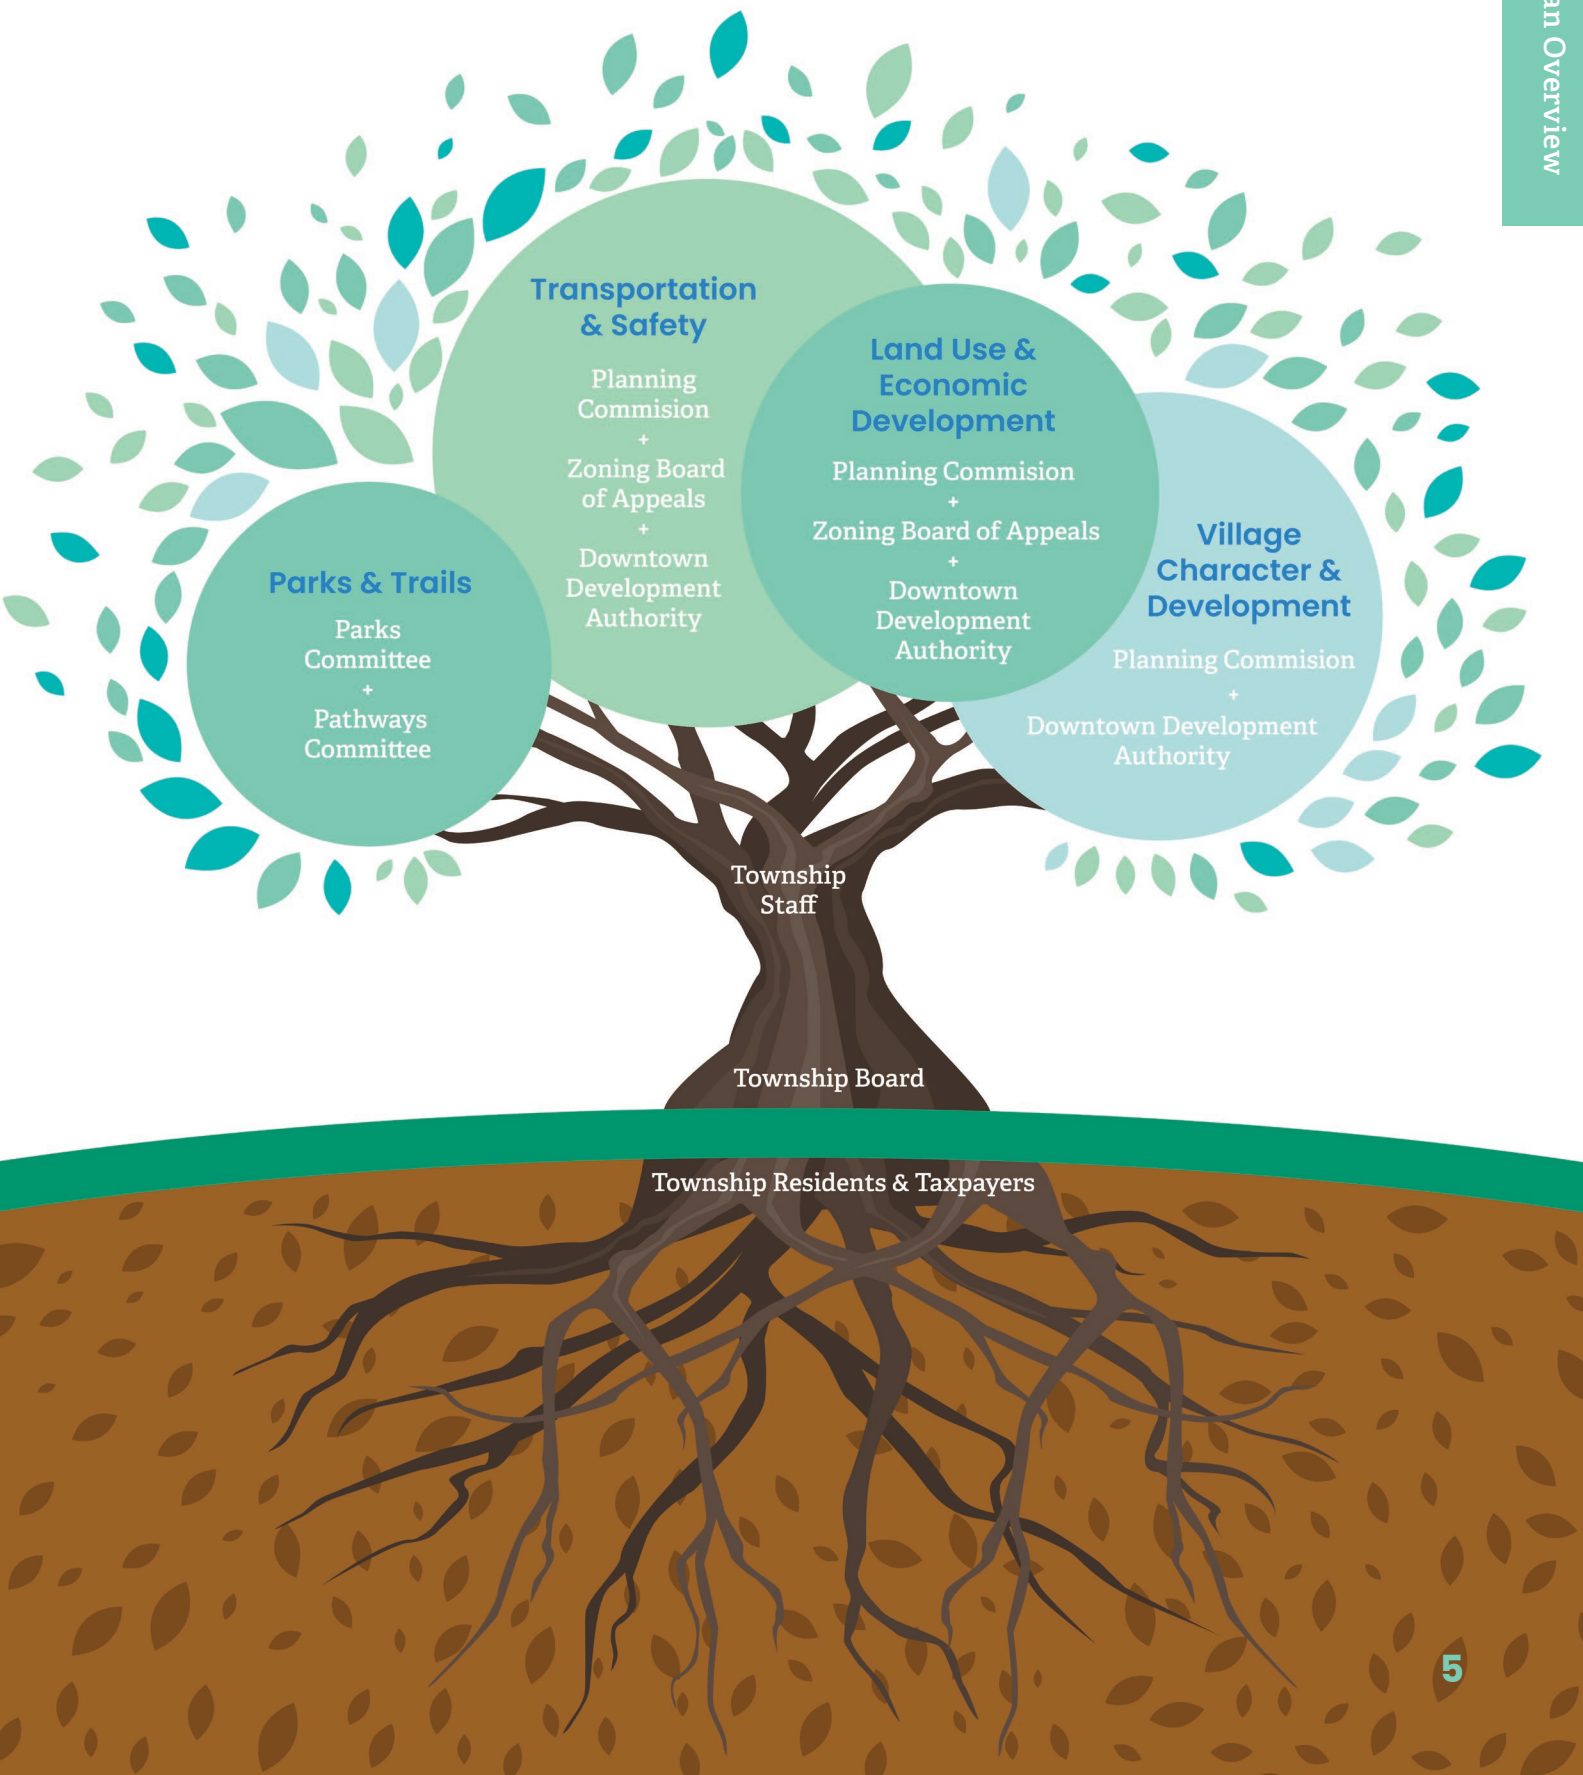 Overview
Transportation
& Safety
Planning
Commision
+
Zoning Board
of Appeals
+
Downtown
Development
Authority
Land Use &
Economic
Development
Planning Commision
+
Zoning Board of Appeals
+
Downtown
Development
Authority
Village
Character &
Development
Planning Commision
+
Downtown Development
Authority
Parks & Trails
Parks
Committee
+
Pathways
Committee
Township
Staff
Township Board
Township Residents & Taxpayers
5